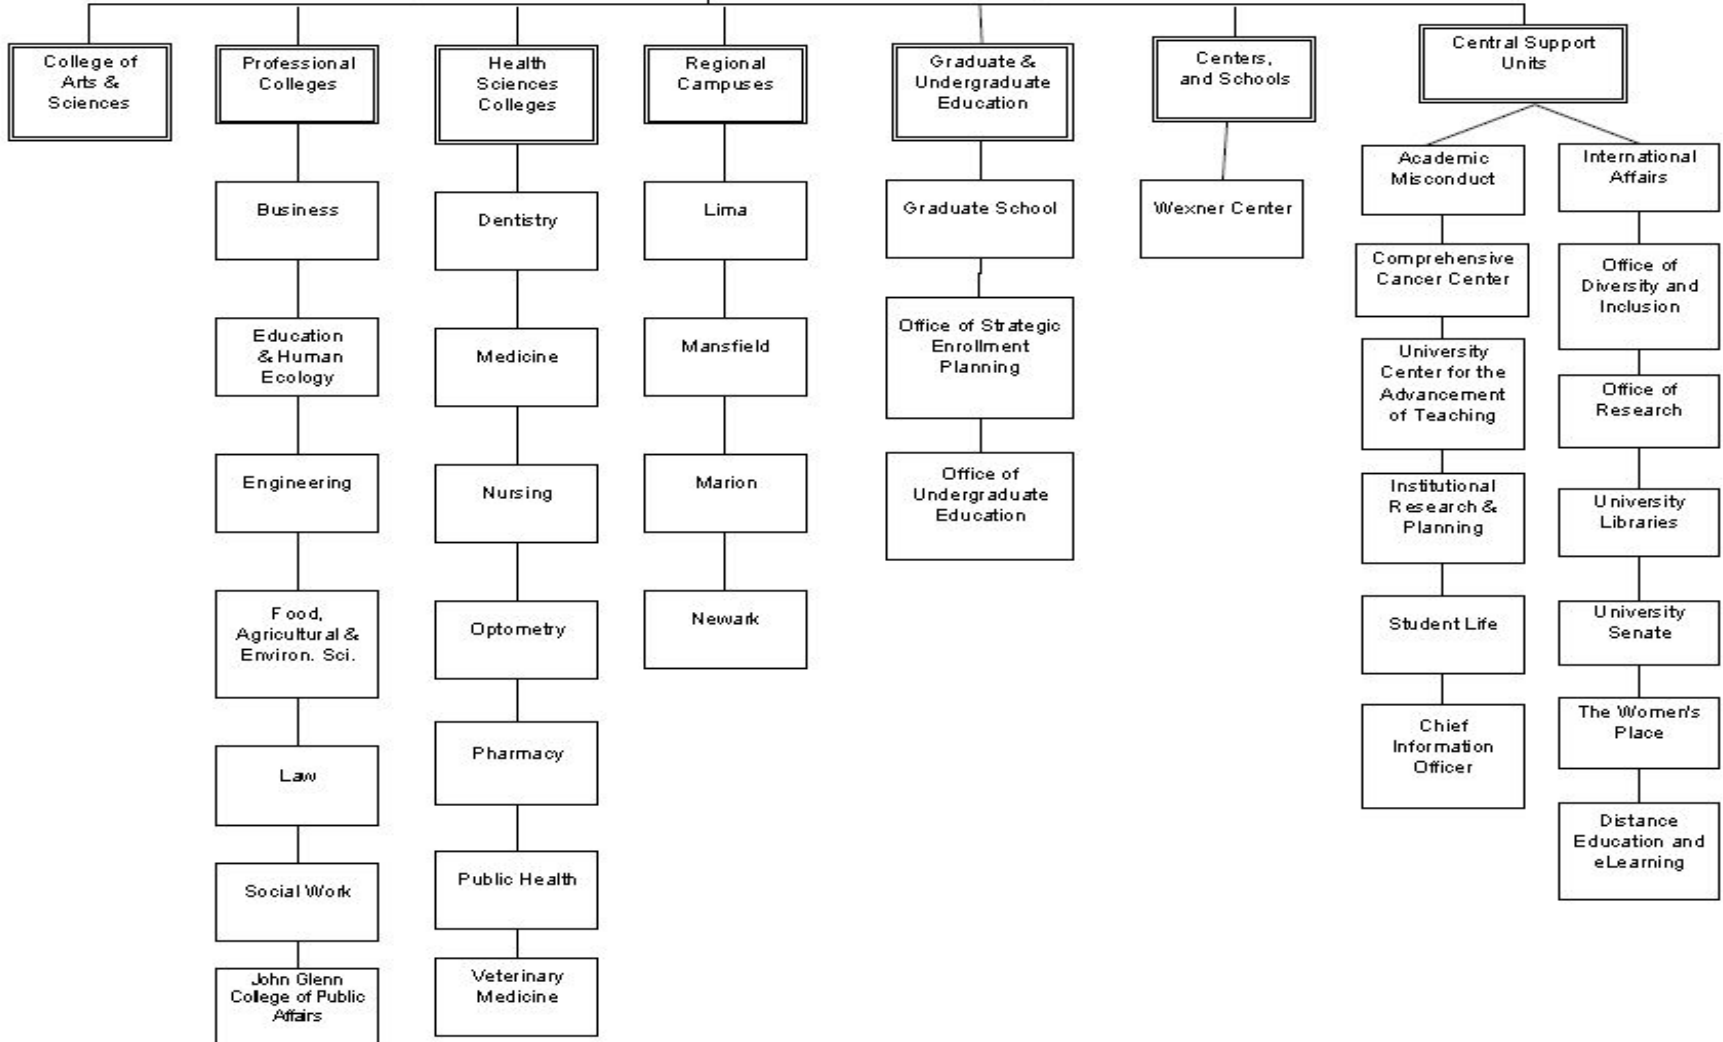 College of
Arts &
Sciences
Professional
Colleges
Business
Education
& Human
Ecology
Engineering
Food,
Agricultural &
Environ. Sci.
Law
Social Work
John Glenn
College of Public
Affairs
Health
Sciences
Colleges
Dentistry
Medicine
Nursing
Optometry
Pharmacy
Public Health
Veterinary
Medicine
Regional
Campuses
Lima
Mansfield
Marion
Newark
Graduate &
Undergraduate
Education
Graduate School
Office of Strategic
Enrollment
Planning
Office of
Undergraduate
Education
Centers,
and Schools
Wexner Center
Central Support
Units
Academic
Misconduct
Comprehensive
Cancer Center
University
Center for the
Advancement
of Teaching
Institutional
Research &
Planning
Student Life
Chief
Information
Officer
International
Affairs
Office of
Diversity and
Inclusion
Office of
Research
University
Libraries
University
Senate
The Women's
Place
Distance
Education and
eLearning